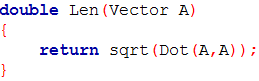 double Len(Vector A)
{
    return sqrt(Dot(A,A));
}